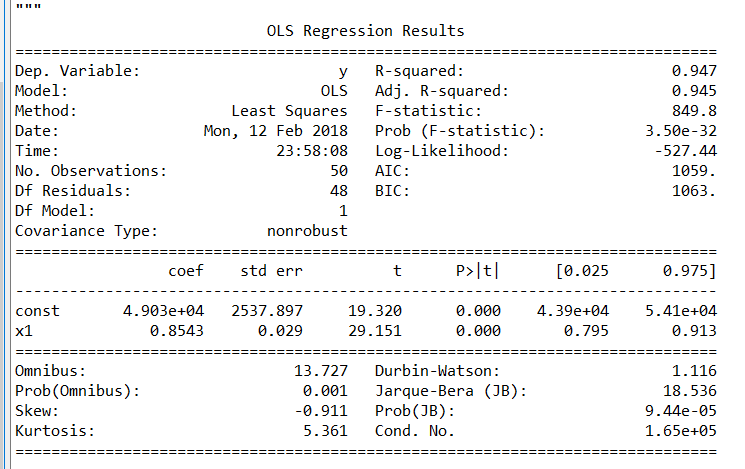 """
                            OLS Regression Results
==============================================================================
Dep. Variable:                      y   R-squared:                       0.947
Model:                            OLS   Adj. R-squared:                  0.945
Method:                 Least Squares   F-statistic:                     849.8
Date:                Mon, 12 Feb 2018   Prob (F-statistic):           3.50e-32
Time:                        23:58:08   Log-Likelihood:                -527.44
No. Observations:                  50   AIC:                             1059.
Df Residuals:                      48   BIC:                             1063.
Df Model:                           1
Covariance Type:            nonrobust
==============================================================================
                 coef    std err          t      P>|t|      [0.025      0.975]
------------------------------------------------------------------------------
const       4.903e+04   2537.897     19.320      0.000    4.39e+04    5.41e+04
x1             0.8543      0.029     29.151      0.000       0.795       0.913
==============================================================================
Omnibus:                       13.727   Durbin-Watson:                   1.116
Prob(Omnibus):                  0.001   Jarque-Bera (JB):               18.536
Skew:                          -0.911   Prob(JB):                     9.44e-05
Kurtosis:                       5.361   Cond. No.                     1.65e+05
==============================================================================